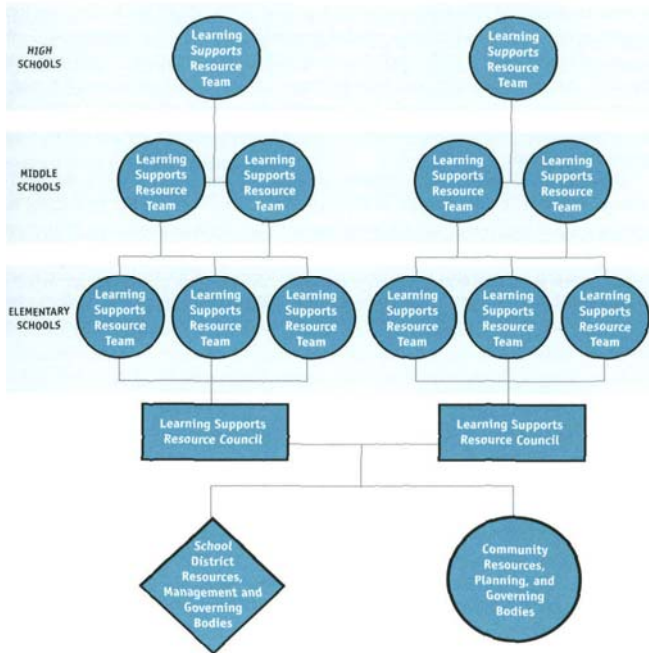 HIGH
SCHOOLS
Learning
Supports
Resource
Team
Learning
Supports
Resource
Team
MIDDLE
SCHOOLS
Learning
Supports
Resource
Team
Learning
Supports
Resource
Team
Learning
Supports
Resource
Team
Learning
Supports
Resource
Team
ELEMENTARY
SCHOOLS
Learning
Supports
Resource
Team
Learning
Supports
Resource
Team
Learning
Supports
Resource
Team
Learning
Supports
Resource
Team
Learning
Supports
Resource
Team
Learning
Supports
Resource
Team
Learning Supports
Resource Council
Learning Supports
Resource Council
School
District
Resources,
Management and
Governing
Bodies
Community
Resources,
Planning, and
Governing
Bodies